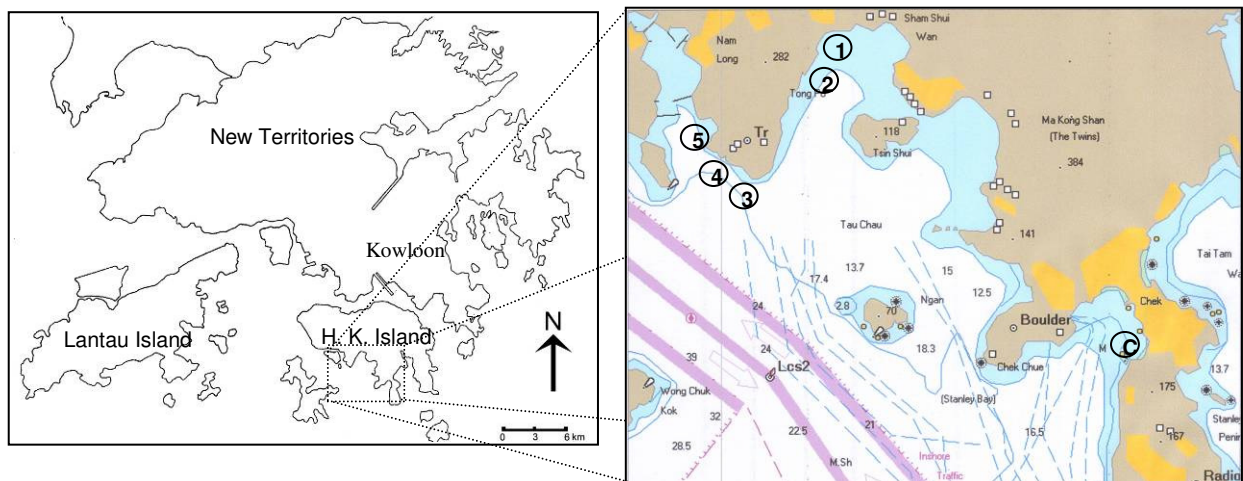 New Territories
Kowloon
Lantau Island
H. K. Island
N
0 3 6 km
Sham Shui
Wan
Nam
Long
282
1
2
Tong
Ma Kong Shan
(The Twins)
384
118
Tsin Shui
Tr
5
4
3
141
Tau Chau
Tai Tam
13.7
15
17.4
12.5
2.8
Ngan
70
Chek
24
Boulder
C
M
39
24
18.3
Lcs2
Chek Chue
13.7
Wong Chuk
Kok
(Stanley Bay)
175
32
22.5
21
16.5
167
28.5
M.Sh
Inshore
Traffic
Stanley
Radio